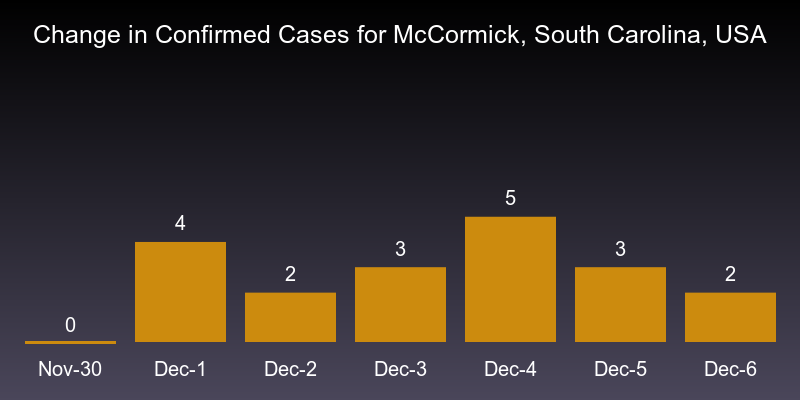 Change in Confirmed Cases for McCormick, South Carolina, USA
0
4
2
3
5
3
2
Nov-30
Dec-1
Dec-2
Dec-3
Dec-4
Dec-5
Dec-6